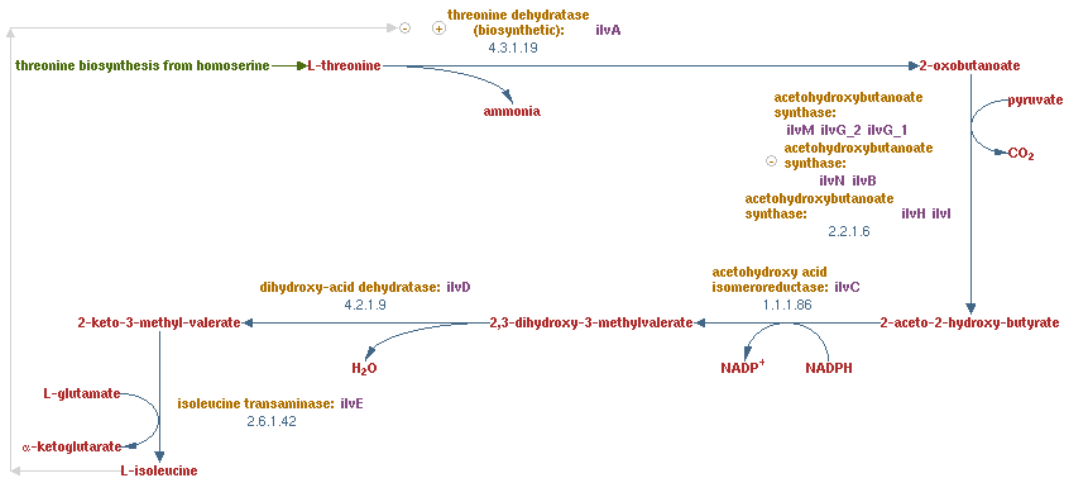 threonine dehydratase
- + (biosynthetic): ilvA
4.3.1.19
threonine biosynthesis from homoserine L-threonine 2-oxobutanoate
ammonia
acetohydroxybutanoate
synthase:
pyruvate
ilvM ilvG_2 ilvG_1
acetohydroxybutanoate
- synthase:
CO2
ilvN ilvB
acetohydroxybutanoate
synthase: ilvH ilvI
2.2.1.6
acetohydroxy acid
isomeroreductase: ilvC
1.1.1.86
dihydroxy-acid dehydratase: ilvD
4.2.1.9
2-keto-3-methyl-valerate 2,3-dihydroxy-3-methylvalerate 2-aceto-2-hydroxy-butyrate
H2O NADP+ NADPH
L-glutamate
isoleucine transaminase: ilvE
2.6.1.42
α-ketoglutarate
L-isoleucine